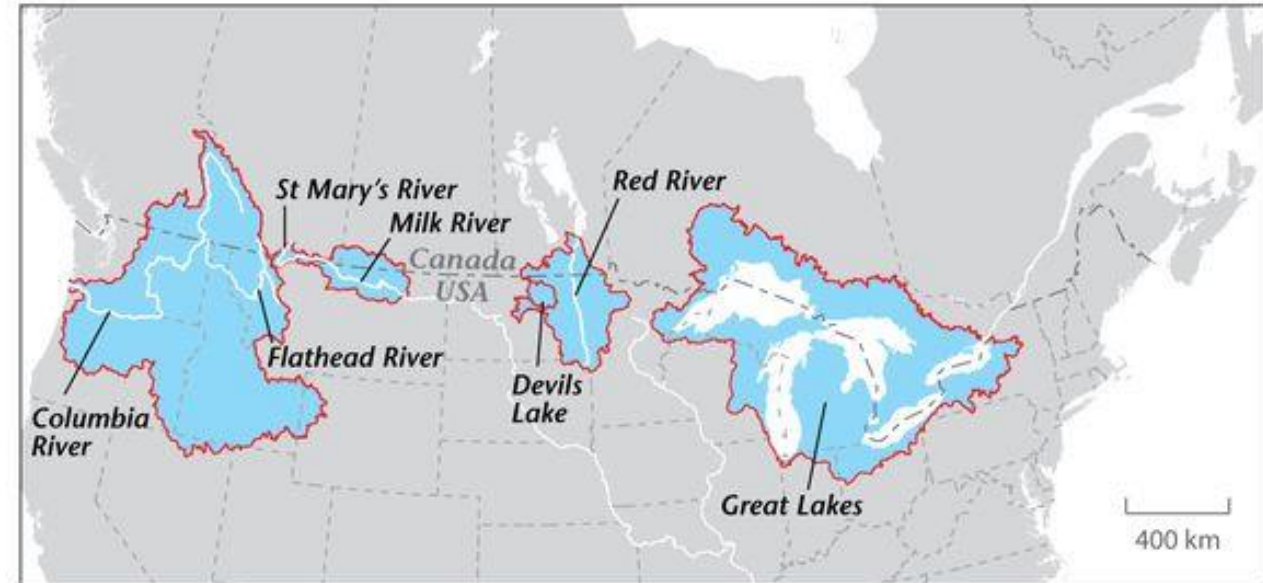 St Mary's River
Milk River
Red River
Canada
USA
Flathead River
Devils
Lake
Columbia
River
Great Lakes
400 km